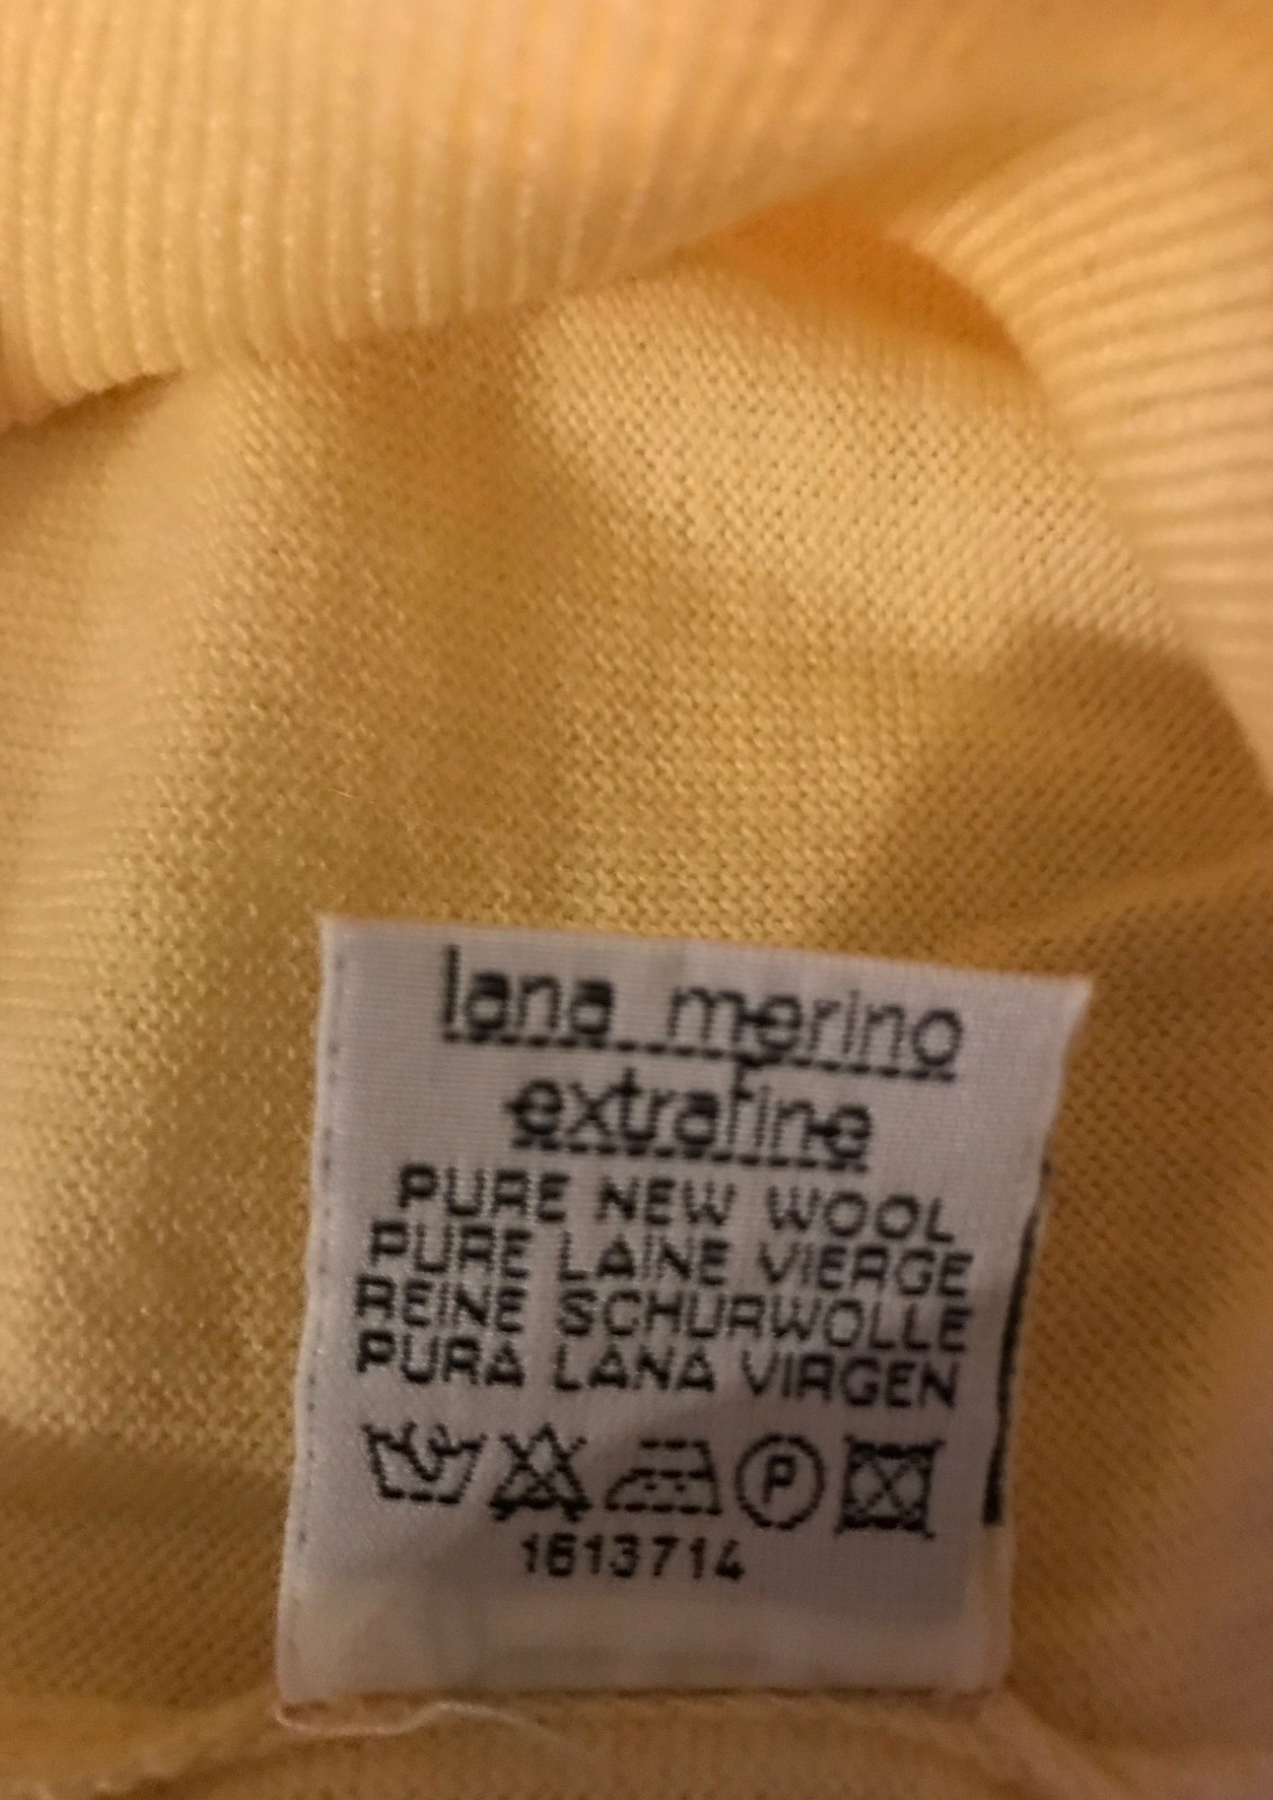 lana merino
extrafine
PURE NEW WOOL
PURE LAINE VIERGE
REINE SCHURWOLLE
PURA LANA VIRGEN
P
1613714